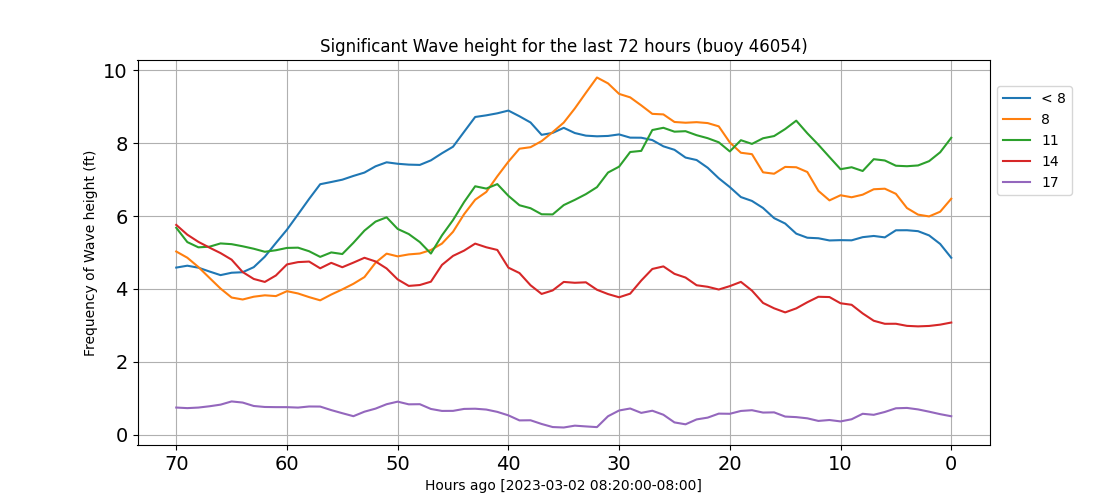 Significant Wave height for the last 72 hours (buoy 46054)
Frequency of Wave height (ft)
10
8
6
4
2
0
70 60 50 40 30 20 10 0
Hours ago [2023-03-02 08:20:00-08:00]
< 8
8
11
14
17